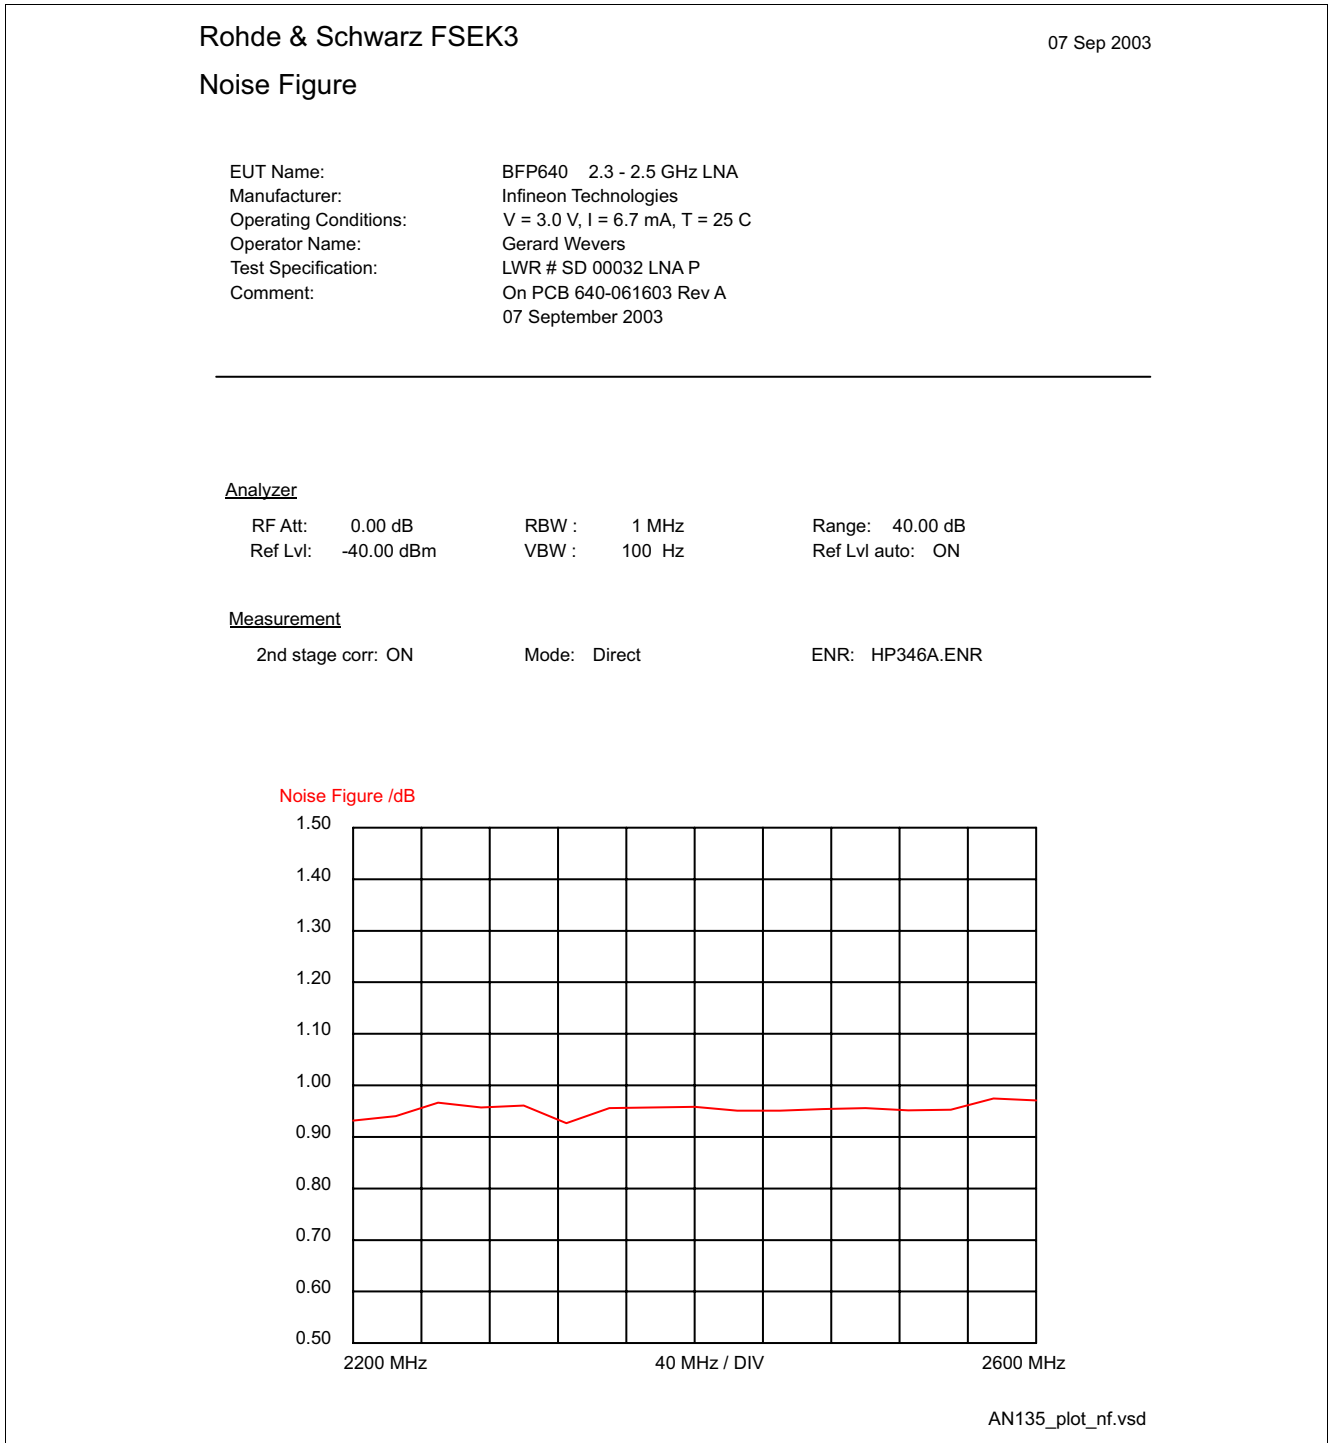 Rohde & Schwarz FSEK3
07 Sep 2003
Noise Figure
EUT Name: BFP640 2.3 - 2.5 GHz LNA
Manufacturer: Infineon Technologies
Operating Conditions: V = 3.0 V, I = 6.7 mA, T = 25 C
Operator Name: Gerard Wevers
Test Specification: LWR # SD 00032 LNA P
Comment: On PCB 640-061603 Rev A
07 September 2003
Analyzer
RF Att: 0.00 dB RBW : 1 MHz Range: 40.00 dB
Ref Lvl: -40.00 dBm VBW : 100 Hz Ref Lvl auto: ON
Measurement
2nd stage corr: ON Mode: Direct ENR: HP346A.ENR
Noise Figure /dB
1.50
1.40
1.30
1.20
1.10
1.00
0.90
0.80
0.70
0.60
0.50
2200 MHz 40 MHz / DIV 2600 MHz
AN135_plot_nf.vsd